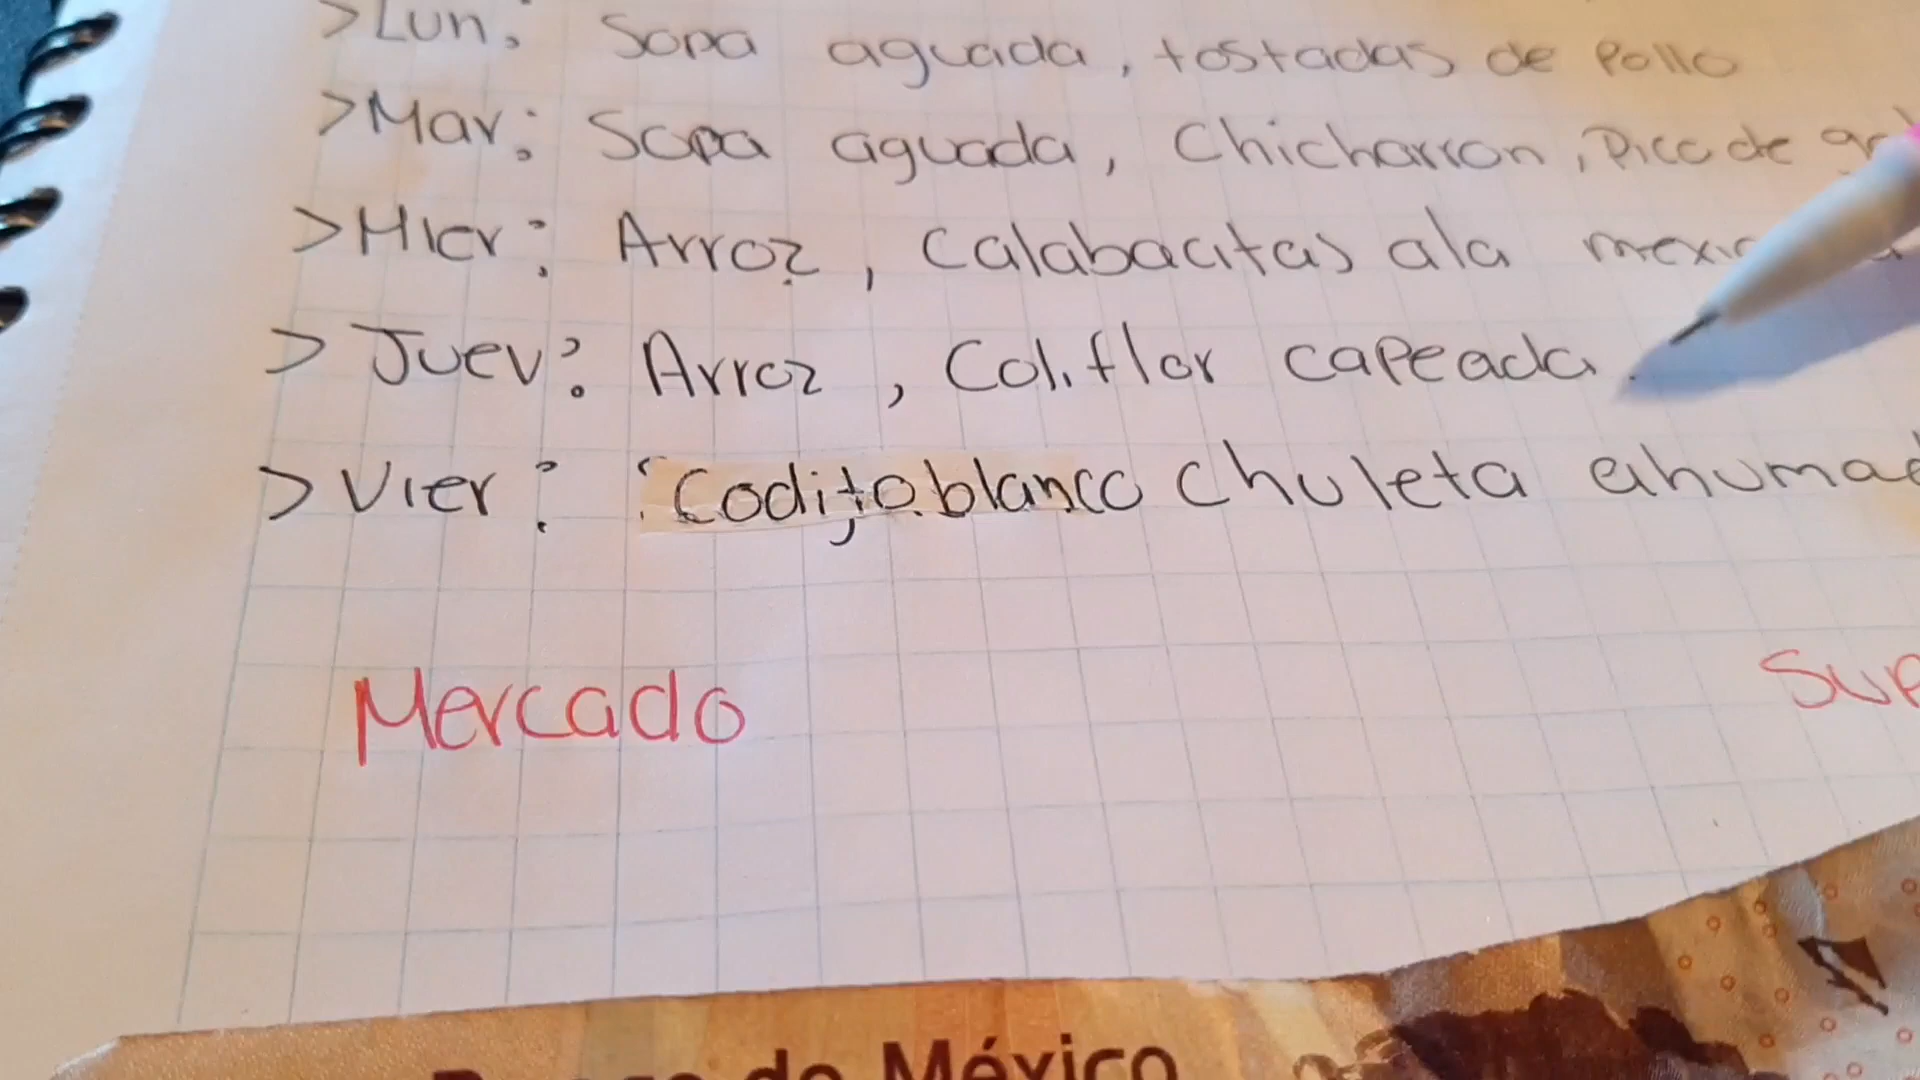 >Lun: Sopa aguada, tostadas de Pollo
>Mar: Sopa aguada, Chicharron, Pico de
>Mier: Arroz, Calabacitas ala
>Juev: Arroz, Coliflor capeada
>Vier: Codito blanco Chuleta
Mercado
de México